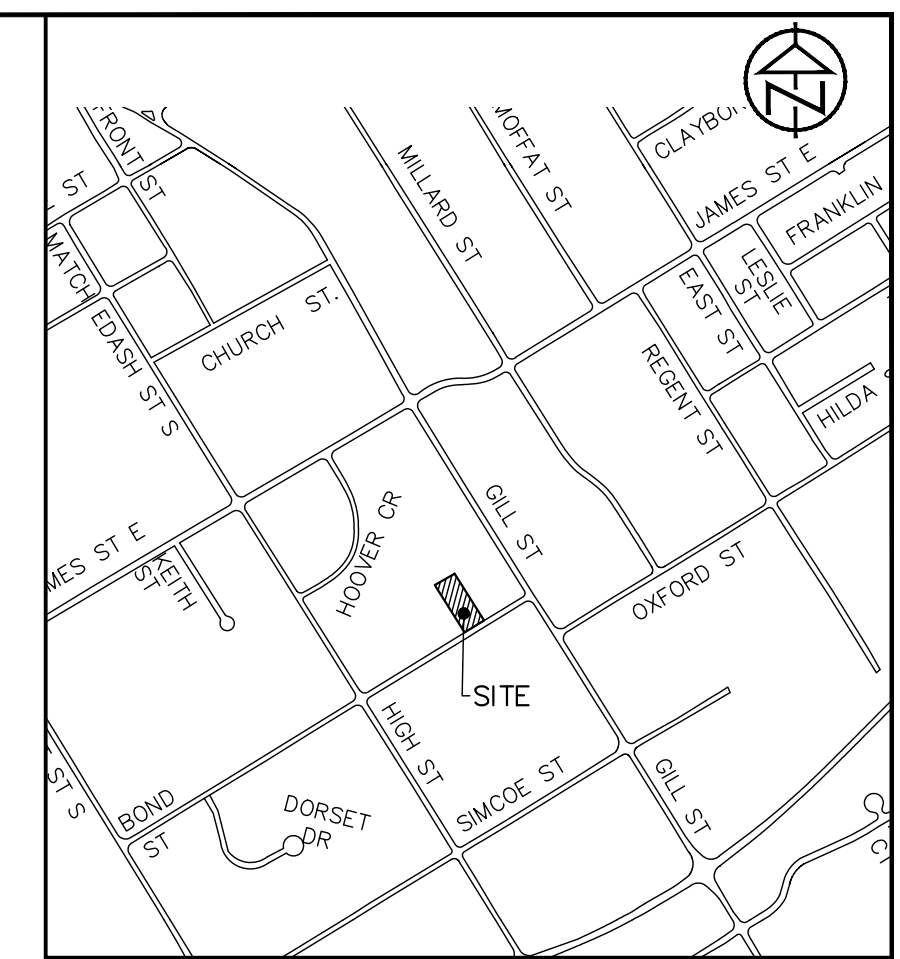 N
FRONT ST
ST
MATCH
EDASH ST S
CHURCH ST.
MILLARD ST
MOFFAT ST
CLAYBOR
JAMES ST E
FRANKLIN
LESLIE
ST
EAST ST
REGENT ST
HILDA
GILL ST
HOOVER CR
MES ST E
KEITH
ST
OXFORD ST
SITE
HIGH ST
SIMCOE ST
GILL ST
BOND
ST
DORSET
DR
ST S